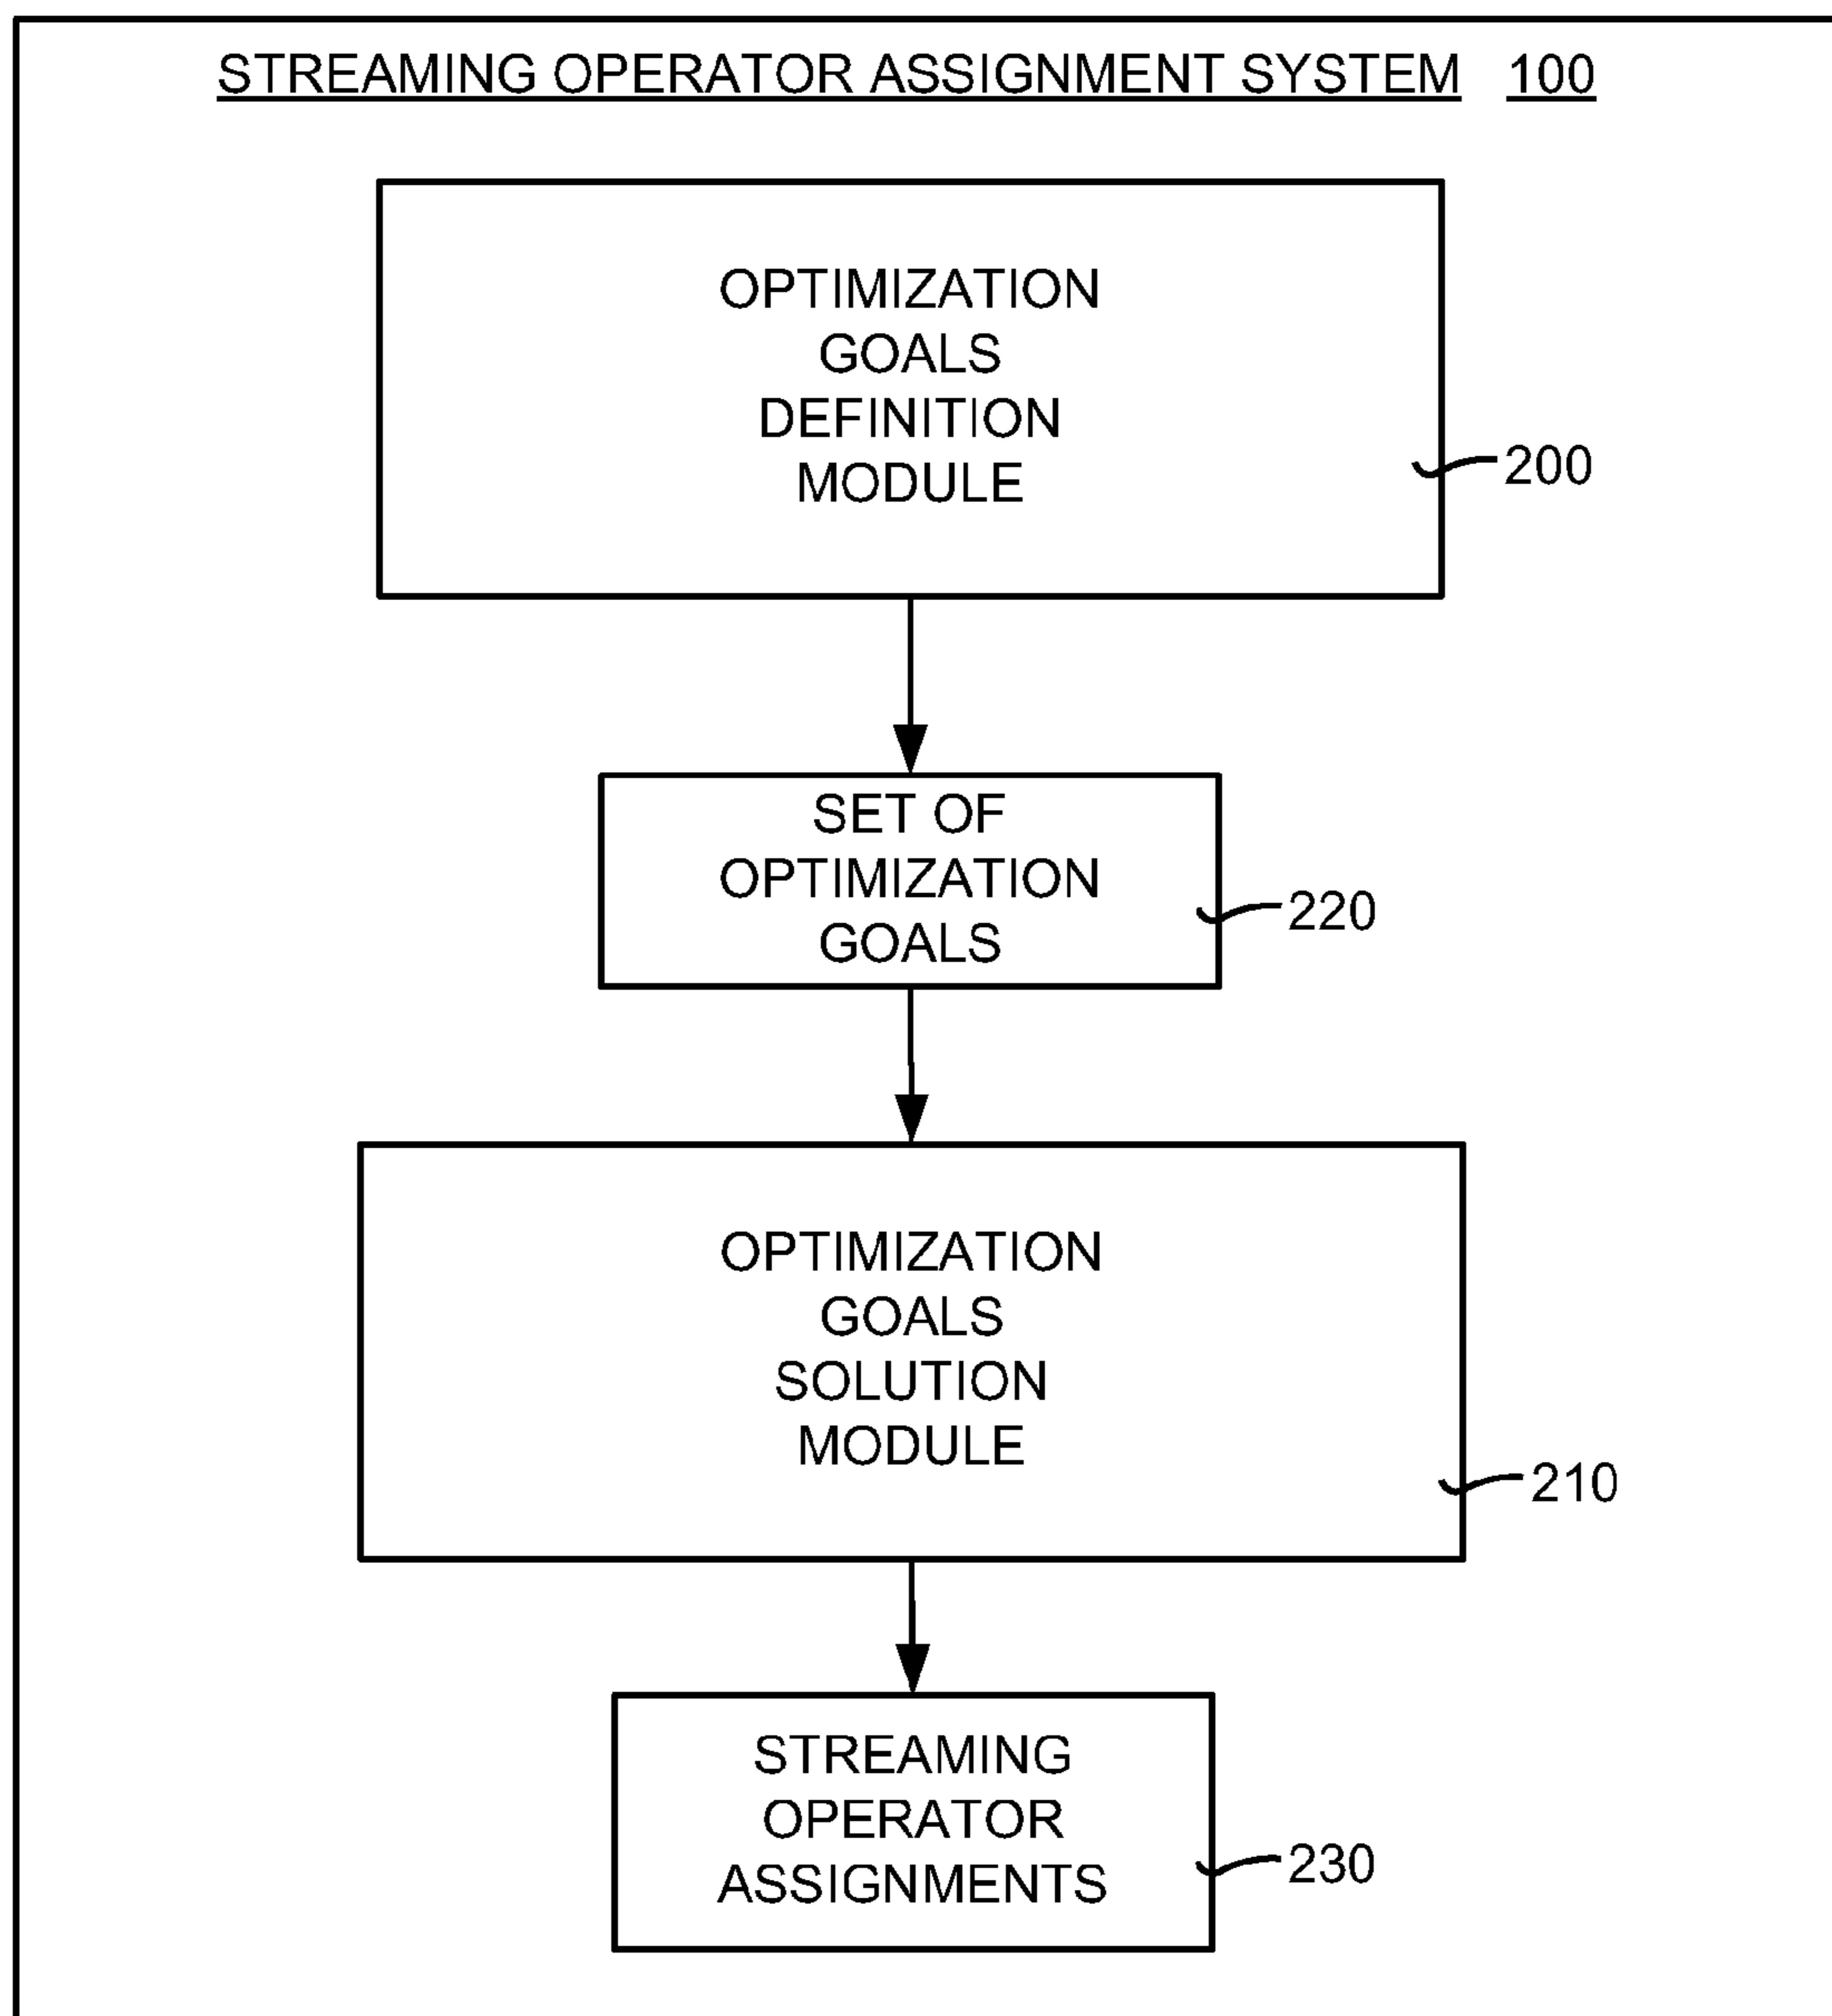 STREAMING OPERATOR ASSIGNMENT SYSTEM 100
OPTIMIZATION
GOALS
DEFINITION
MODULE
200
SET OF
OPTIMIZATION
GOALS
220
OPTIMIZATION
GOALS
SOLUTION
MODULE
210
STREAMING
OPERATOR
ASSIGNMENTS
230